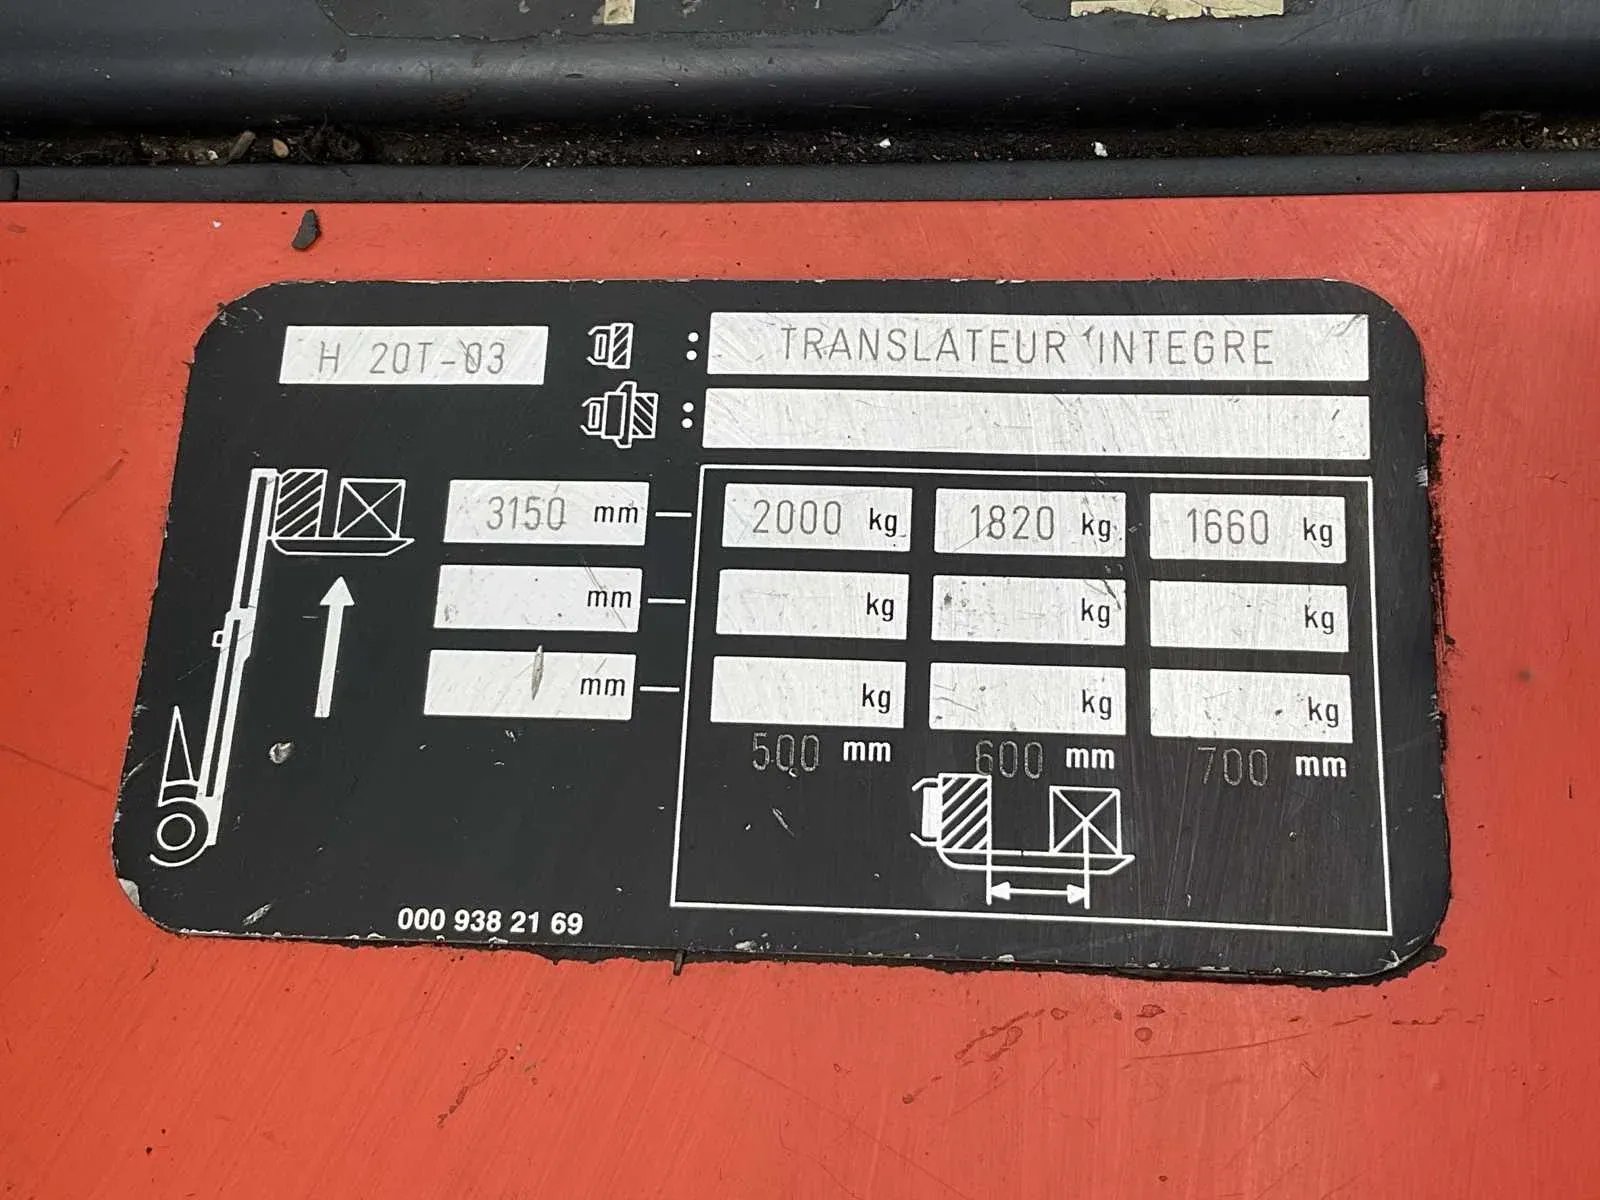 H 20T-03 : TRANSLATEUR INTEGRE
:
3150 mm 2000 kg 1820 kg 1660 kg
mm kg kg kg
mm kg kg kg
500 mm 600 mm 700 mm
000 938 21 69